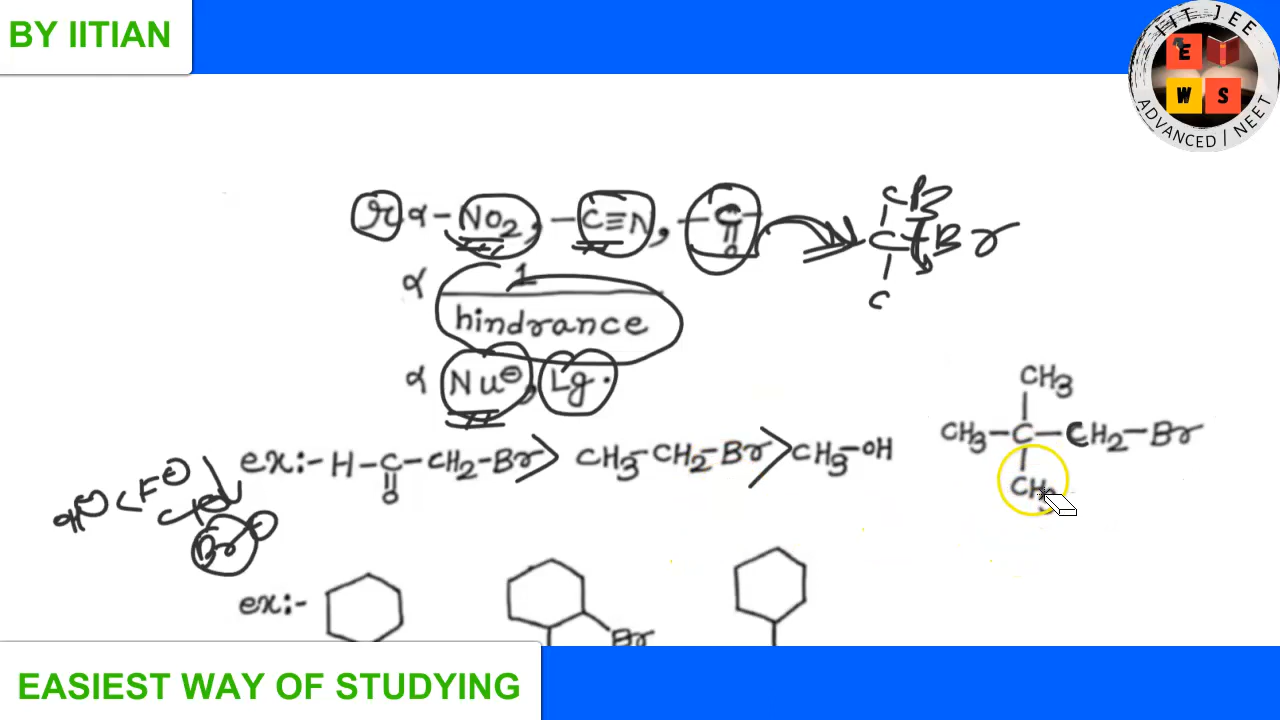 BY IITIAN
IIT JEE
E
W S
ADVANCED / NEET
r α -NO2, -C≡N, -C-
O
C
C Br
C
α 1
hindrance
α Nu⊖, Lg.
CH3
CH3-C-CH2-Br
CH3
ex:- H-C-CH2-Br > CH3-CH2-Br > CH3-OH
O
F⊖
Br
ex:-
Br
EASIEST WAY OF STUDYING